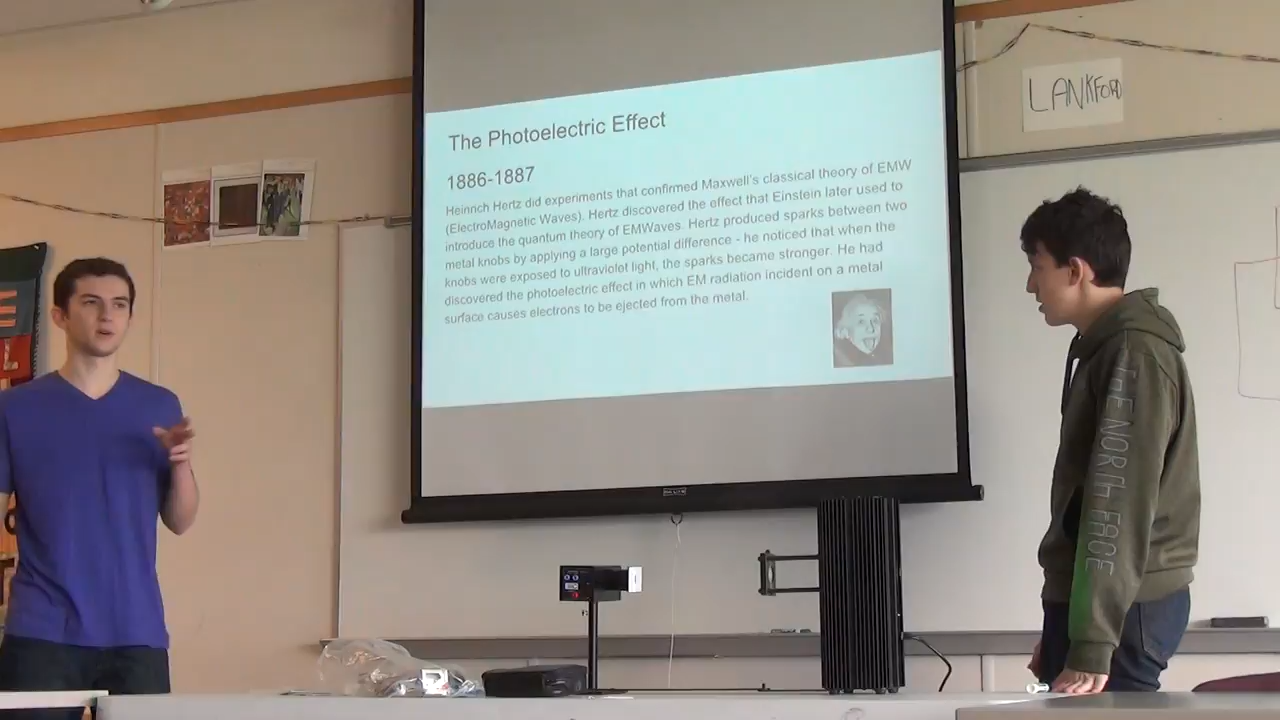 The Photoelectric Effect
1886-1887
Heinnch Hertz did experiments that confirmed Maxwell's classical theory of EMW
(ElectroMagnetic Waves). Hertz discovered the effect that Einstein later used to
introduce the quantum theory of EMWaves. Hertz produced sparks between two
metal knobs by applying a large potential difference - he noticed that when the
knobs were exposed to ultraviolet light, the sparks became stronger. He had
discovered the photoelectric effect in which EM radiation incident on a metal
surface causes electrons to be ejected from the metal.
LANKFORD
THE NORTH FACE